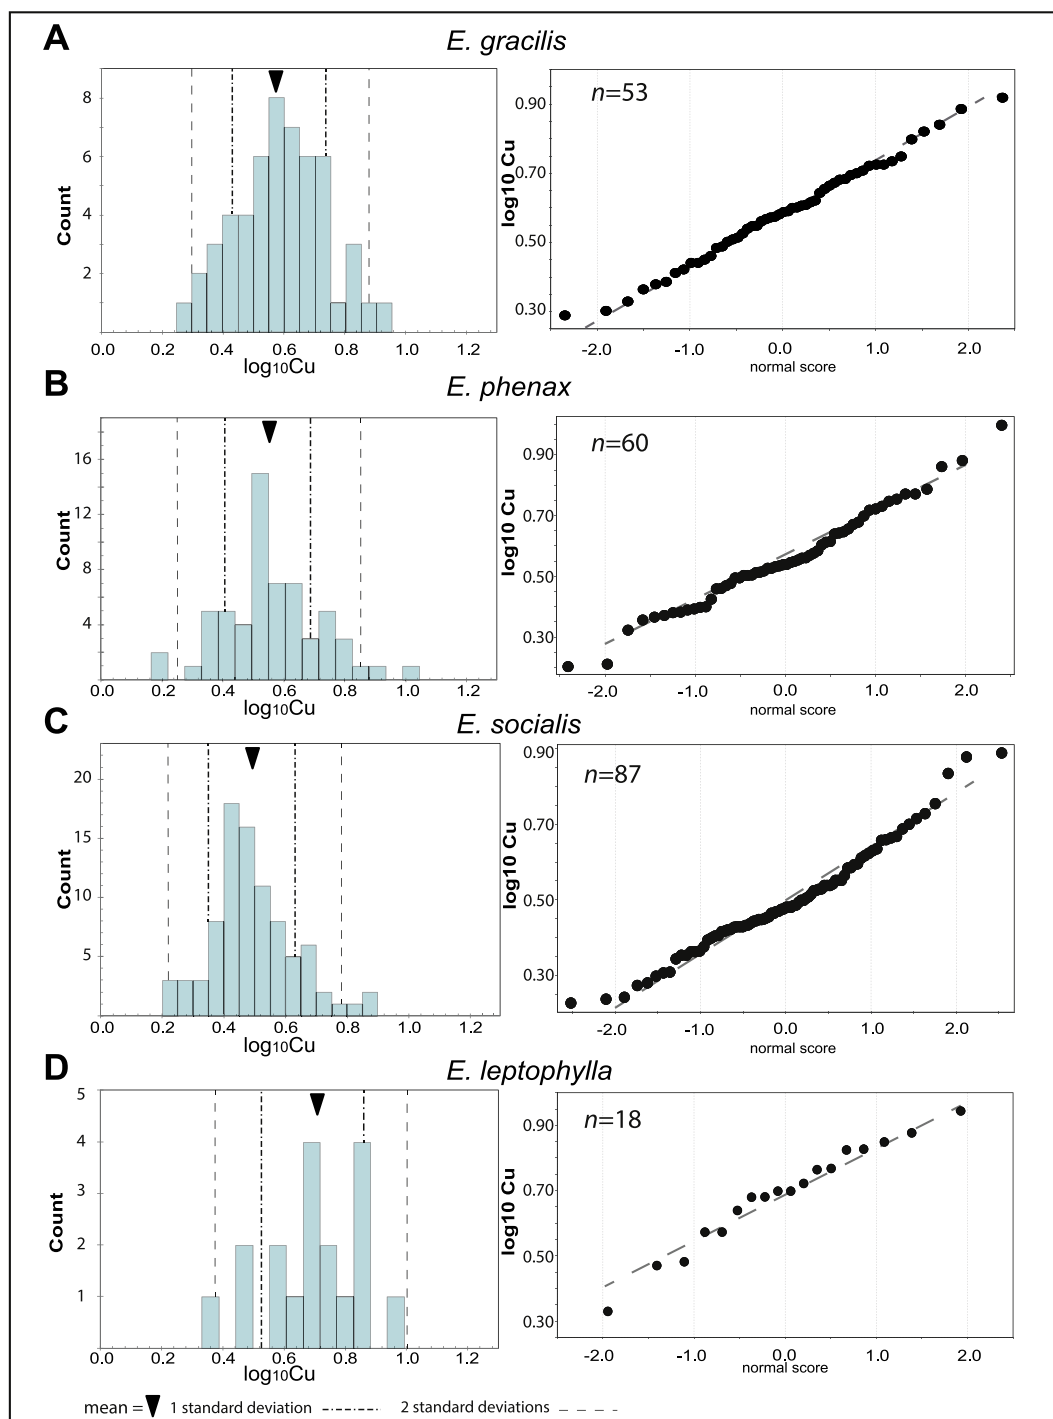 A
E. gracilis
Count
8
6
4
2
0.0 0.2 0.4 0.6 0.8 1.0 1.2
log10Cu
n=53
log10 Cu
0.90
0.70
0.50
0.30
-2.0 -1.0 0.0 1.0 2.0
normal score
B
E. phenax
Count
16
12
8
4
0.0 0.2 0.4 0.6 0.8 1.0 1.2
log10Cu
n=60
log10 Cu
0.90
0.70
0.50
0.30
-2.0 -1.0 0.0 1.0 2.0
normal score
C
E. socialis
Count
20
15
10
5
0.0 0.2 0.4 0.6 0.8 1.0 1.2
log10Cu
n=87
log10 Cu
0.90
0.70
0.50
0.30
-2.0 -1.0 0.0 1.0 2.0
normal score
D
E. leptophylla
Count
5
4
3
2
1
0.0 0.2 0.4 0.6 0.8 1.0 1.2
log10Cu
n=18
log10 Cu
0.90
0.70
0.50
0.30
-2.0 -1.0 0.0 1.0 2.0
normal score
mean = 1 standard deviation 2 standard deviations